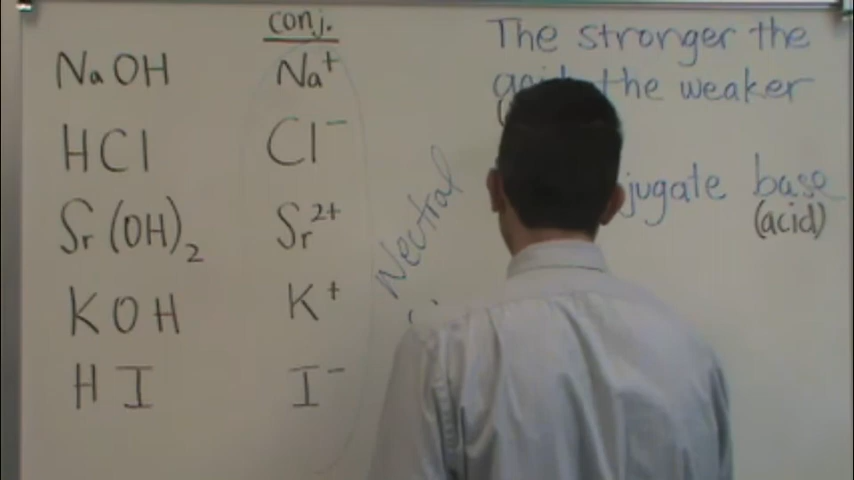 conj.
NaOH Na⁺
HCl Cl⁻
Sr(OH)₂ Sr²⁺
KOH K⁺
HI I⁻
Neutral
The stronger the
the weaker
jugate base
(acid)